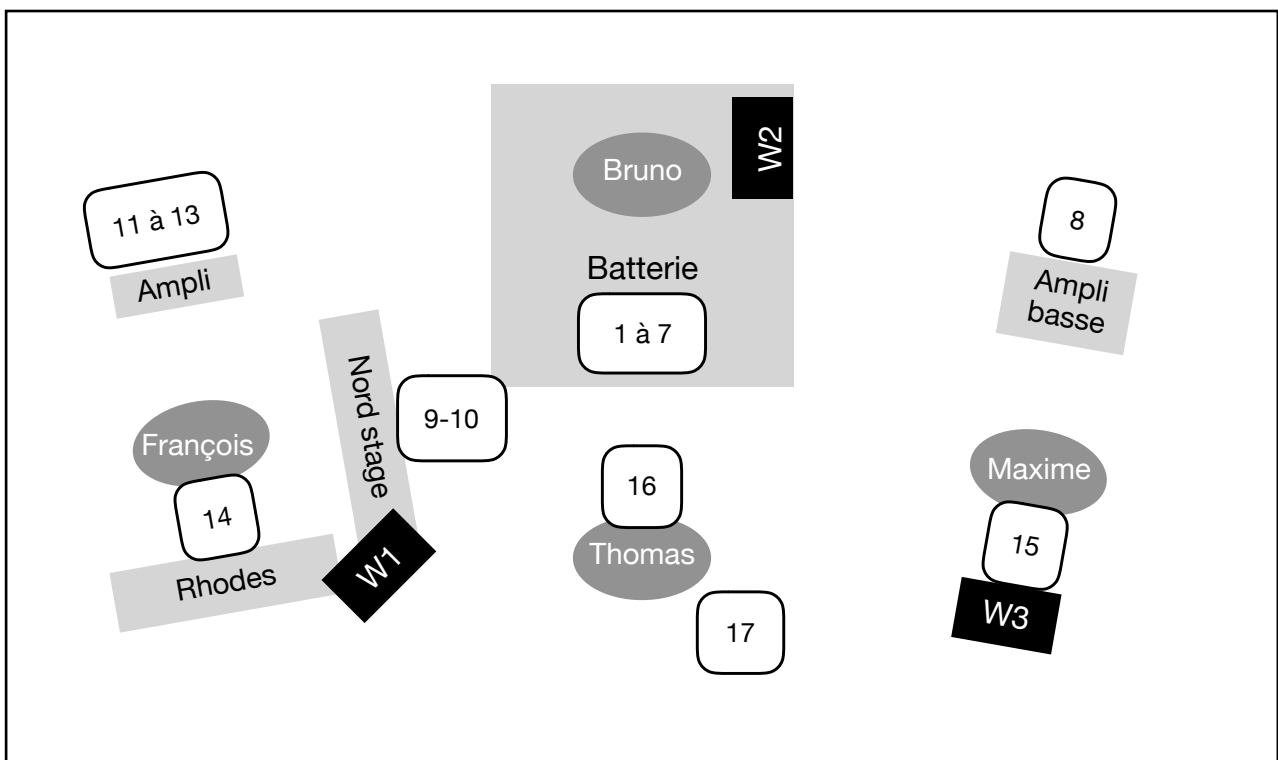 W2
Bruno
11 à 13
8
Batterie
Ampli
Ampli
basse
1 à 7
Nord stage
9-10
François
Maxime
16
14
15
Thomas
W1
Rhodes
W3
17